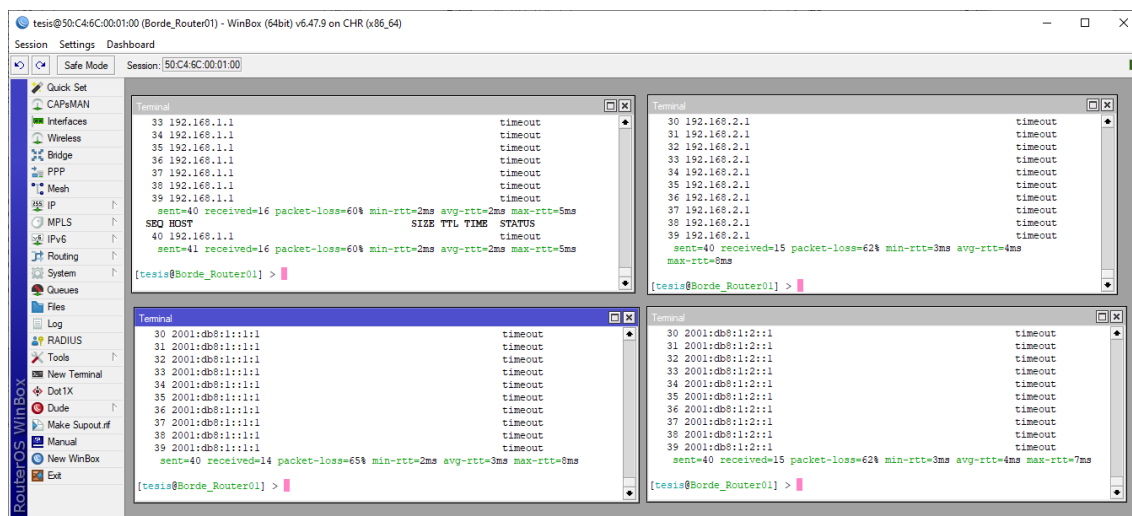 tesis@50:C4:6C:00:01:00 (Borde_Router01) - WinBox (64bit) v6.47.9 on CHR (x86_64)
Session Settings Dashboard
Safe Mode Session: 50:C4:6C:00:01:00
Quick Set
CAPsMAN
Interfaces
Wireless
Bridge
PPP
Mesh
IP
MPLS
IPv6
Routing
System
Queues
Files
Log
RADIUS
Tools
New Terminal
Dot1X
Dude
Make Supout.rif
Manual
New WinBox
Exit
RouterOS WinBox
Terminal
33 192.168.1.1 timeout
34 192.168.1.1 timeout
35 192.168.1.1 timeout
36 192.168.1.1 timeout
37 192.168.1.1 timeout
38 192.168.1.1 timeout
39 192.168.1.1 timeout
sent=40 received=16 packet-loss=60% min-rtt=2ms avg-rtt=2ms max-rtt=5ms
SEQ HOST SIZE TTL TIME STATUS
40 192.168.1.1 timeout
sent=41 received=16 packet-loss=60% min-rtt=2ms avg-rtt=2ms max-rtt=5ms
[tesis@Borde_Router01] >
Terminal
30 192.168.2.1 timeout
31 192.168.2.1 timeout
32 192.168.2.1 timeout
33 192.168.2.1 timeout
34 192.168.2.1 timeout
35 192.168.2.1 timeout
36 192.168.2.1 timeout
37 192.168.2.1 timeout
38 192.168.2.1 timeout
39 192.168.2.1 timeout
sent=40 received=15 packet-loss=62% min-rtt=3ms avg-rtt=4ms
max-rtt=8ms
[tesis@Borde_Router01] >
Terminal
30 2001:db8:1::1:1 timeout
31 2001:db8:1::1:1 timeout
32 2001:db8:1::1:1 timeout
33 2001:db8:1::1:1 timeout
34 2001:db8:1::1:1 timeout
35 2001:db8:1::1:1 timeout
36 2001:db8:1::1:1 timeout
37 2001:db8:1::1:1 timeout
38 2001:db8:1::1:1 timeout
39 2001:db8:1::1:1 timeout
sent=40 received=14 packet-loss=65% min-rtt=2ms avg-rtt=3ms max-rtt=8ms
[tesis@Borde_Router01] >
Terminal
30 2001:db8:1:2::1 timeout
31 2001:db8:1:2::1 timeout
32 2001:db8:1:2::1 timeout
33 2001:db8:1:2::1 timeout
34 2001:db8:1:2::1 timeout
35 2001:db8:1:2::1 timeout
36 2001:db8:1:2::1 timeout
37 2001:db8:1:2::1 timeout
38 2001:db8:1:2::1 timeout
39 2001:db8:1:2::1 timeout
sent=40 received=15 packet-loss=62% min-rtt=3ms avg-rtt=4ms max-rtt=7ms
[tesis@Borde_Router01] >